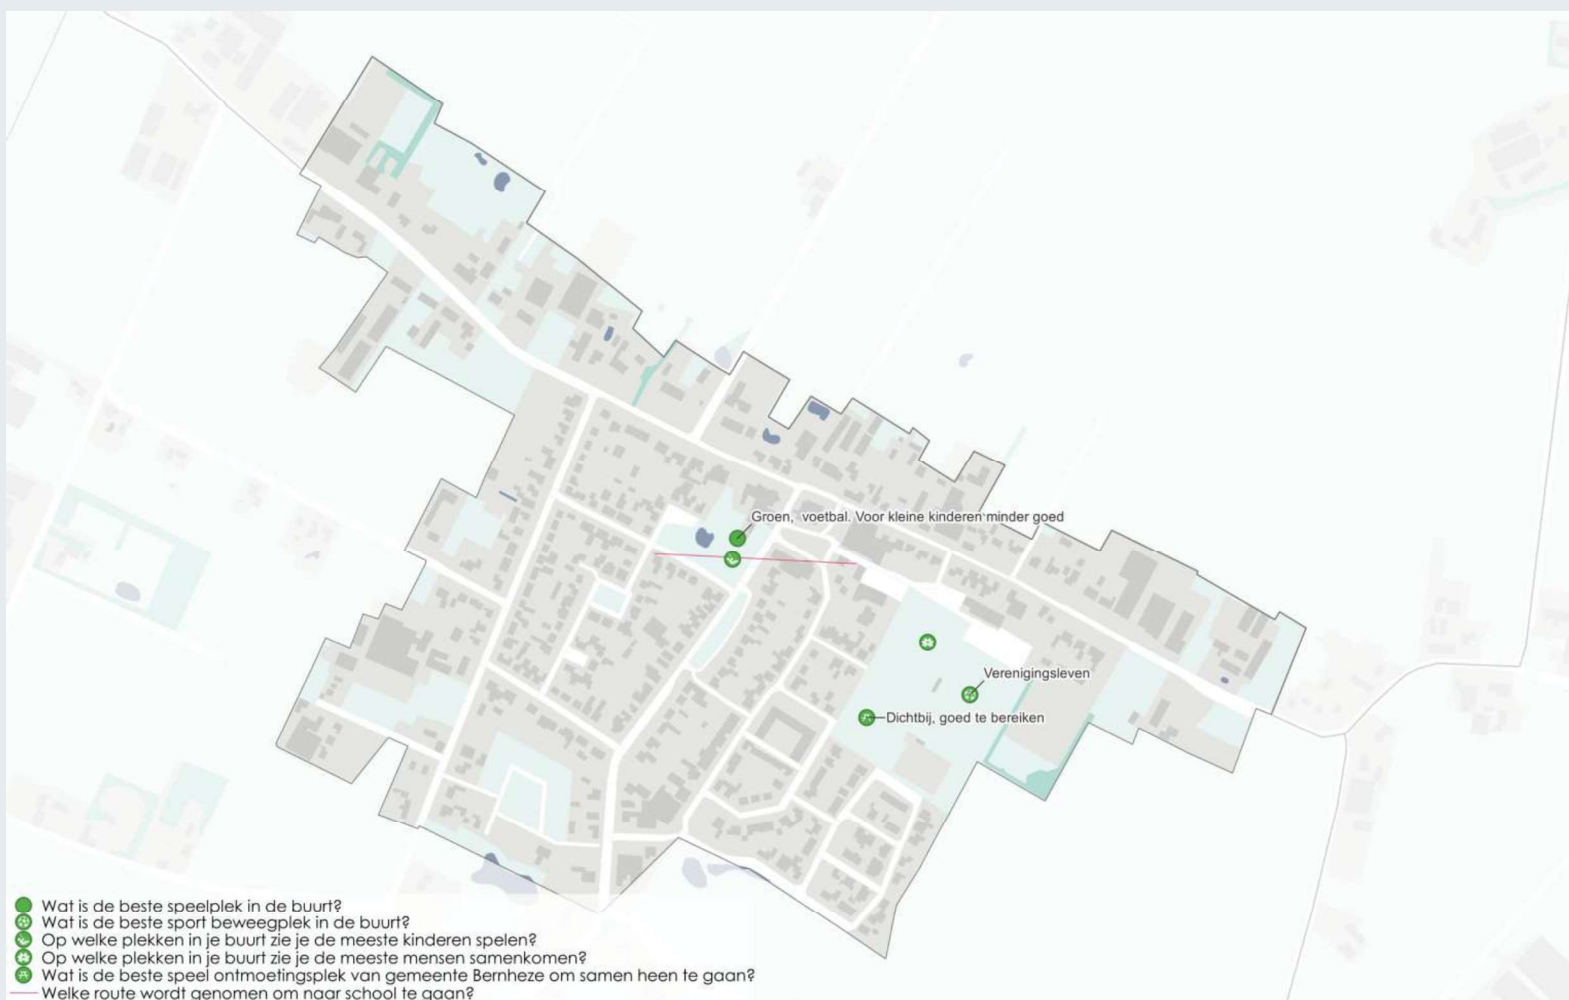 Groen, voetbal. Voor kleine kinderen minder goed
Verenigingsleven
Dichtbij, goed te bereiken
Wat is de beste speelplek in de buurt?
Wat is de beste sport beweegplek in de buurt?
Op welke plekken in je buurt zie je de meeste kinderen spelen?
Op welke plekken in je buurt zie je de meeste mensen samenkomen?
Wat is de beste speel ontmoetingsplek van gemeente Bernheze om samen heen te gaan?
Welke route wordt genomen om naar school te gaan?